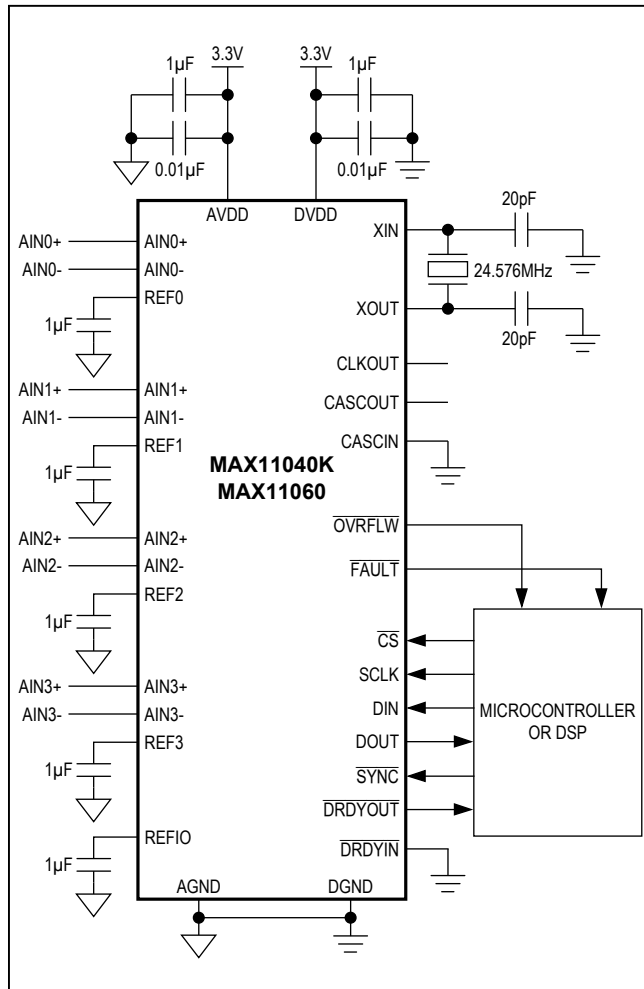 3.3V
3.3V
1µF
1µF
0.01µF
0.01µF
AVDD
DVDD
XIN
20pF
AIN0+
AIN0+
AIN0-
AIN0-
24.576MHz
REF0
XOUT
1µF
20pF
CLKOUT
AIN1+
AIN1+
CASCOUT
AIN1-
AIN1-
REF1
CASCIN
1µF
MAX11040K
MAX11060
OVRFLW
AIN2+
AIN2+
AIN2-
AIN2-
FAULT
REF2
1µF
CS
SCLK
AIN3+
AIN3+
DIN
AIN3-
AIN3-
MICROCONTROLLER
OR DSP
REF3
DOUT
1µF
SYNC
DRDYOUT
REFIO
DRDYIN
1µF
AGND
DGND